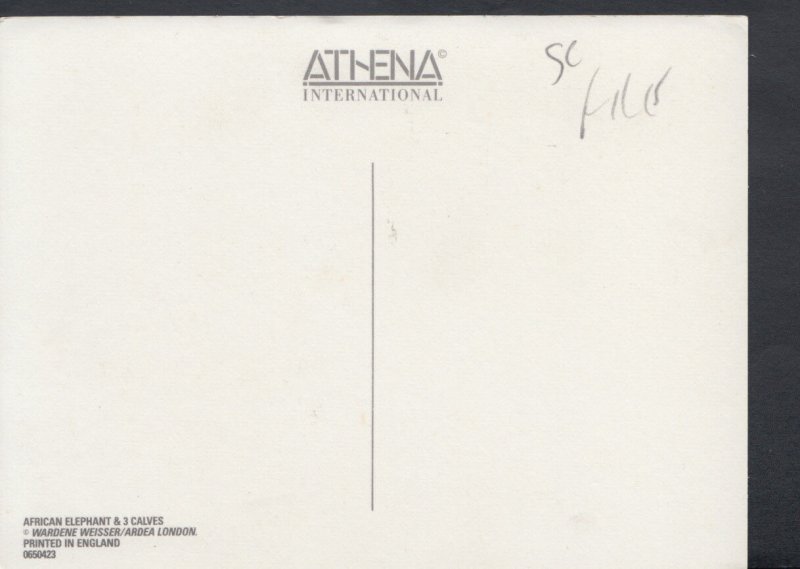 ATHENA©
INTERNATIONAL
SC
AFRICAN ELEPHANT & 3 CALVES
© WARDENE WEISSER/ARDEA LONDON.
PRINTED IN ENGLAND
0650423